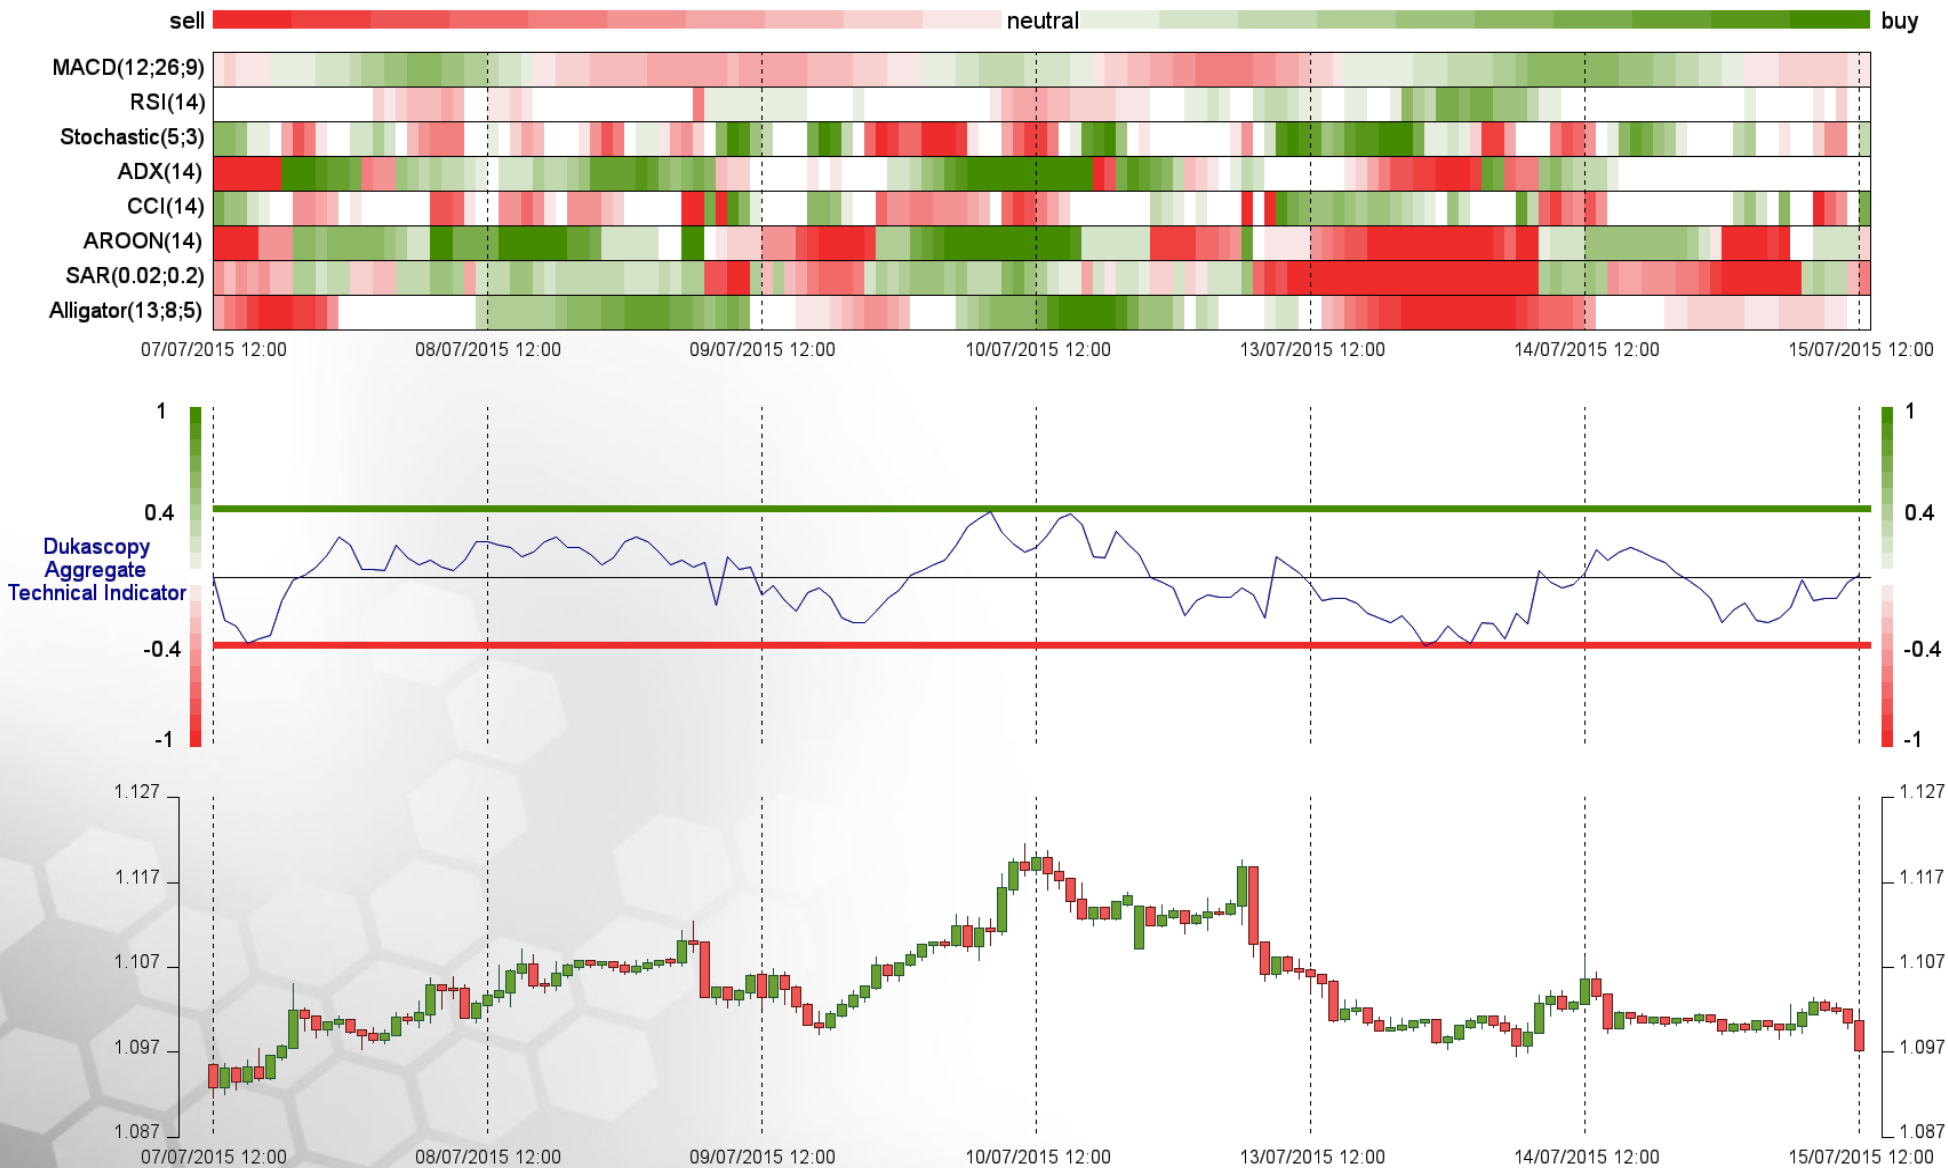 sell neutral buy
MACD(12;26;9)
RSI(14)
Stochastic(5;3)
ADX(14)
CCI(14)
AROON(14)
SAR(0.02;0.2)
Alligator(13;8;5)
07/07/2015 12:00 08/07/2015 12:00 09/07/2015 12:00 10/07/2015 12:00 13/07/2015 12:00 14/07/2015 12:00 15/07/2015 12:00
1 1
0.4 0.4
Dukascopy
Aggregate
Technical Indicator
-0.4 -0.4
-1 -1
1.127 1.127
1.117 1.117
1.107 1.107
1.097 1.097
1.087 1.087
07/07/2015 12:00 08/07/2015 12:00 09/07/2015 12:00 10/07/2015 12:00 13/07/2015 12:00 14/07/2015 12:00 15/07/2015 12:00